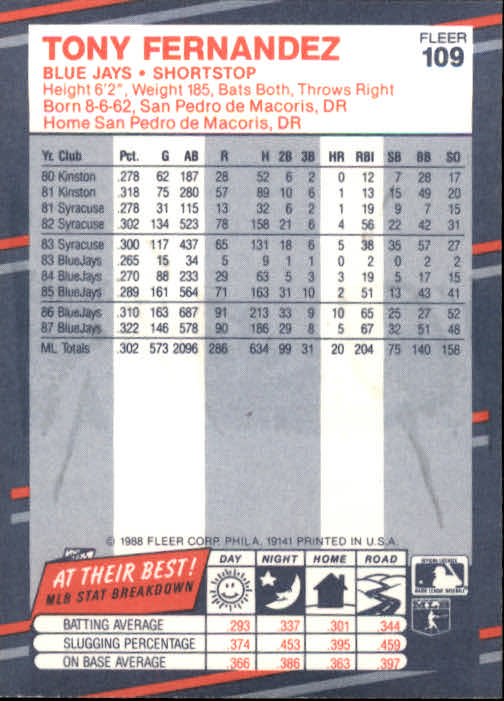 TONY FERNANDEZ
FLEER
109
BLUE JAYS • SHORTSTOP
Height 6'2", Weight 185, Bats Both, Throws Right
Born 8-6-62, San Pedro de Macoris, DR
Home San Pedro de Macoris, DR
Yr. Club Pct. G AB R H 2B 3B HR RBI SB BB SO
80 Kinston .278 62 187 28 52 6 2 0 12 7 28 17
81 Kinston .318 75 280 57 89 10 6 1 13 15 49 20
81 Syracuse .278 31 115 13 32 6 2 1 19 9 7 15
82 Syracuse .302 134 523 78 158 21 6 4 56 22 42 31
83 Syracuse .300 117 437 65 131 18 6 5 38 35 57 27
83 BlueJays .265 15 34 5 9 1 1 0 2 0 2 2
84 BlueJays .270 88 233 29 63 5 3 3 19 5 17 15
85 BlueJays .289 161 564 71 163 31 10 2 51 13 43 41
86 BlueJays .310 163 687 91 213 33 9 10 65 25 27 52
87 BlueJays .322 146 578 90 186 29 8 5 67 32 51 48
ML Totals .302 573 2096 286 634 99 31 20 204 75 140 158
© 1988 FLEER CORP. PHILA. 19141 PRINTED IN U.S.A.
AT THEIR BEST!
MLB STAT BREAKDOWN
DAY NIGHT HOME ROAD
MAJOR LEAGUE BASEBALL
BATTING AVERAGE .293 .337 .301 .344
SLUGGING PERCENTAGE .374 .453 .395 .459
ON BASE AVERAGE .366 .386 .363 .397